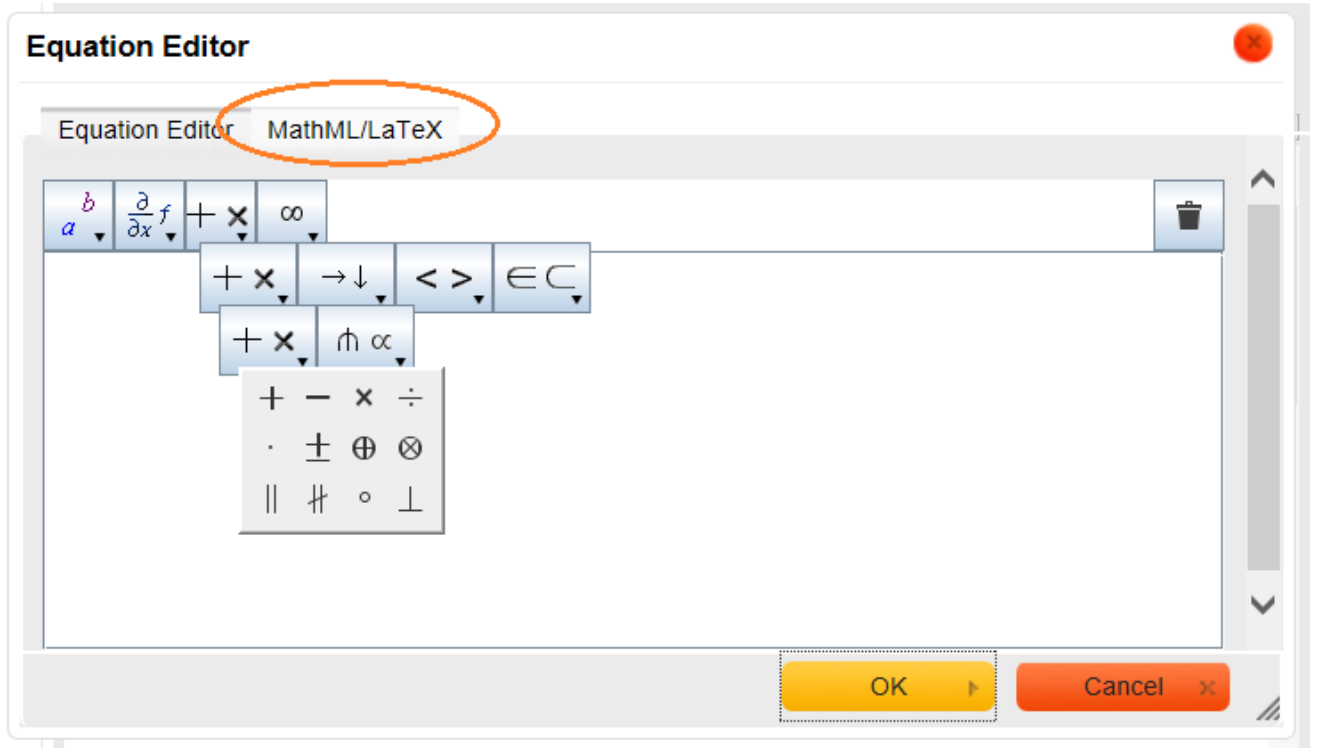 Equation Editor
Equation Editor MathML/LaTeX
a b ∂/∂x f + × ∞
+ × →↓ < > ∈ ⊂
+ × ⋔ ∝
+ − × ÷
· ± ⊕ ⊗
∥ ∦ ∘ ⊥
OK Cancel